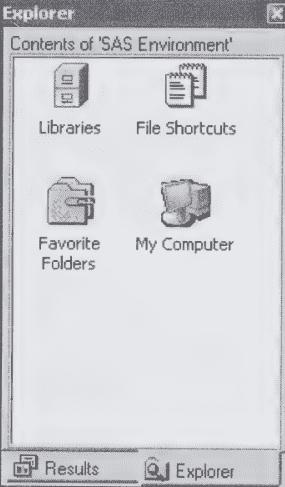 Explorer
Contents of 'SAS Environment'
Libraries
File Shortcuts
Favorite
Folders
My Computer
Results
Explorer